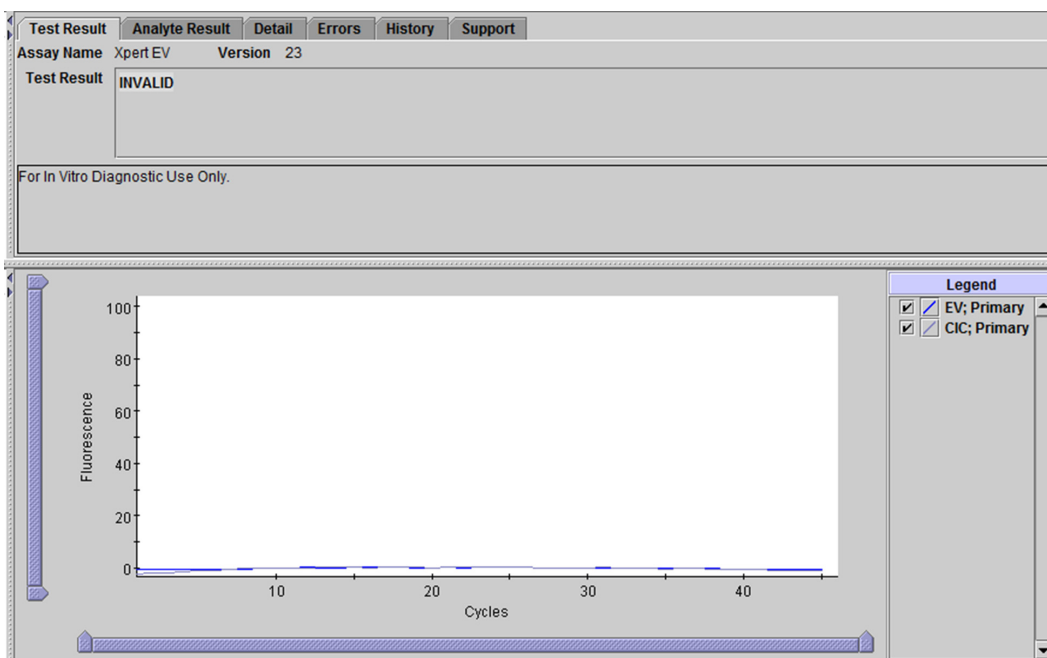 Test Result Analyte Result Detail Errors History Support
Assay Name Xpert EV Version 23
Test Result INVALID
For In Vitro Diagnostic Use Only.
Legend
EV; Primary
CIC; Primary
100
80
60
40
20
0
Fluorescence
10 20 30 40
Cycles